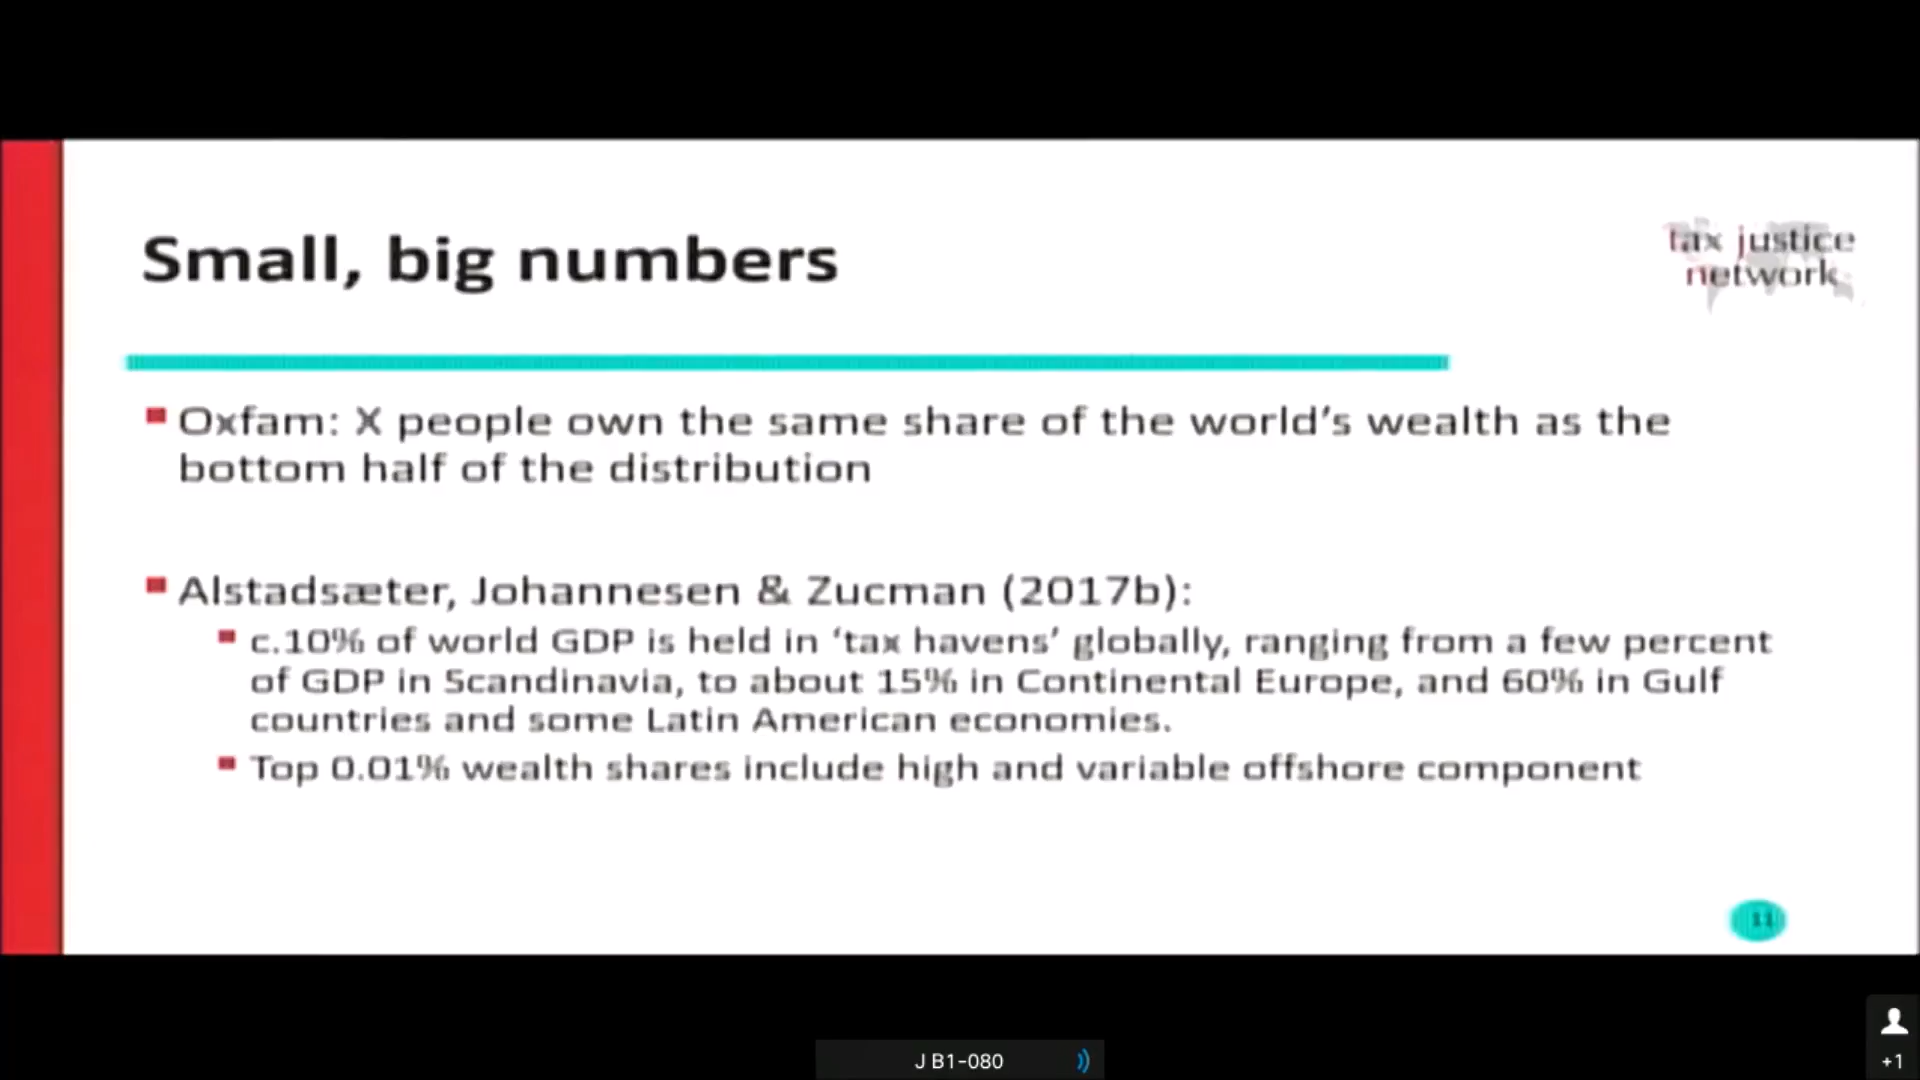 Small, big numbers
tax justice
network
Oxfam: X people own the same share of the world's wealth as the
bottom half of the distribution
Alstadsæter, Johannesen & Zucman (2017b):
c.10% of world GDP is held in ‘tax havens’ globally, ranging from a few percent
of GDP in Scandinavia, to about 15% in Continental Europe, and 60% in Gulf
countries and some Latin American economies.
Top 0.01% wealth shares include high and variable offshore component
11
J B1-080
+1